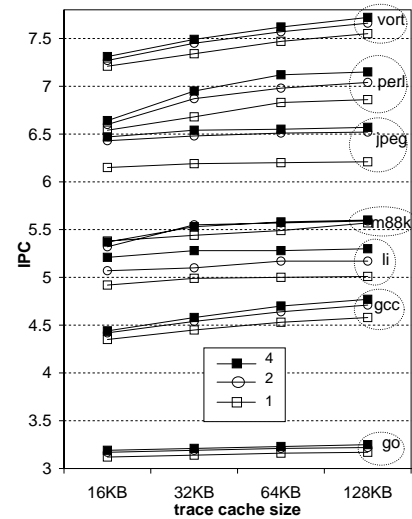 7.5
7
6.5
6
5.5
5
4.5
4
3.5
3
IPC
vort
perl
jpeg
m88k
li
gcc
go
4
2
1
16KB 32KB 64KB 128KB
trace cache size